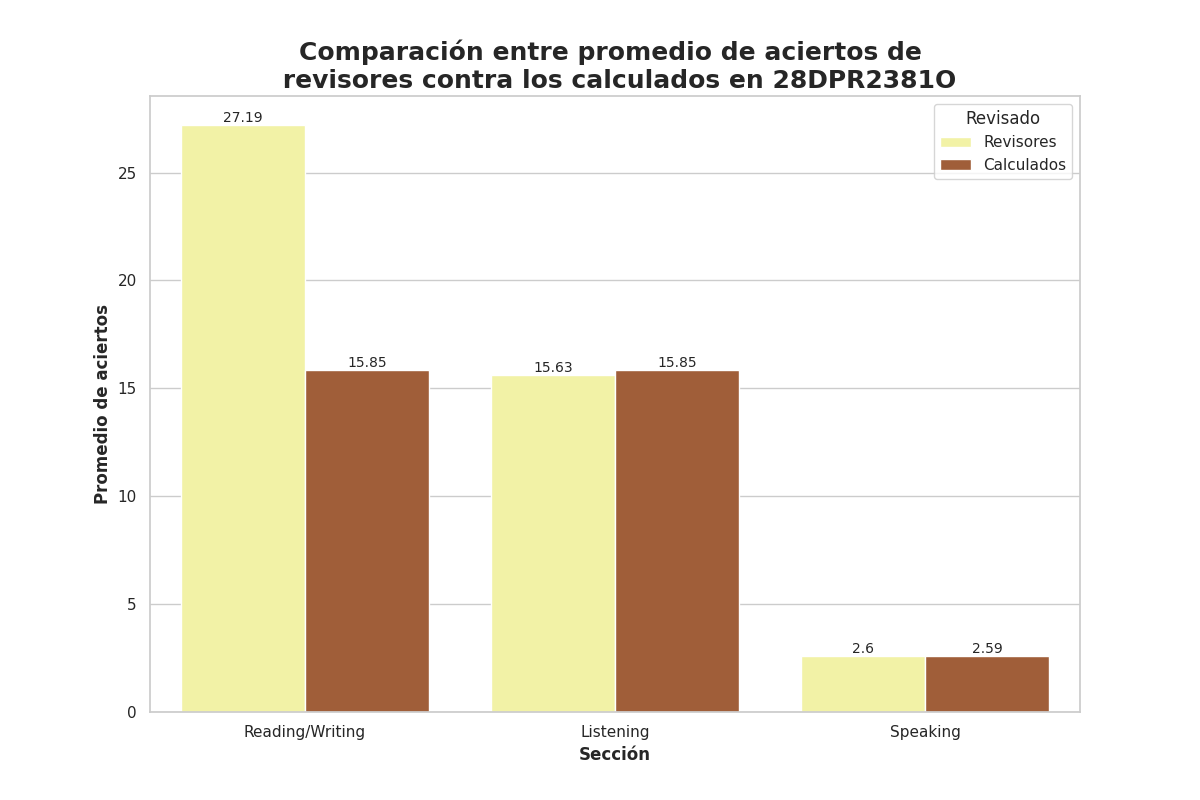 Comparación entre promedio de aciertos de
revisores contra los calculados en 28DPR2381O
Revisado
Revisores
Calculados
27.19
15.85
15.63
15.85
2.6
2.59
25
20
15
10
5
0
Promedio de aciertos
Reading/Writing
Listening
Speaking
Sección